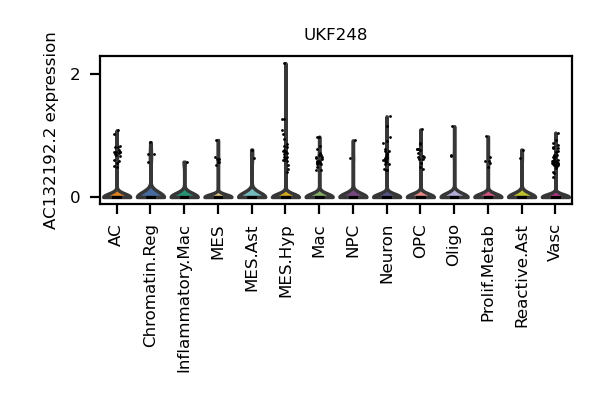 UKF248
AC132192.2 expression
2
0
AC
Chromatin.Reg
Inflammatory.Mac
MES
MES.Ast
MES.Hyp
Mac
NPC
Neuron
OPC
Oligo
Prolif.Metab
Reactive.Ast
Vasc